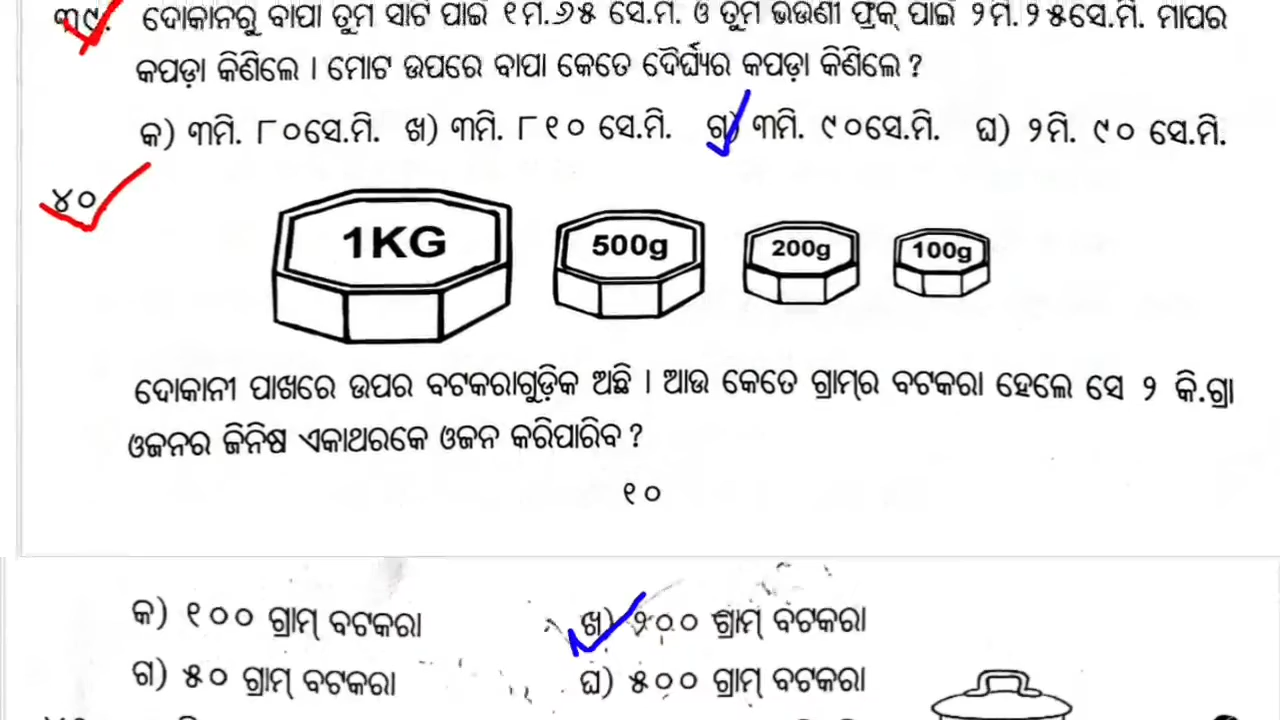 ୩୯. ଦୋକାନରୁ ବାପା ତୁମ ସାର୍ଟ ପାଇଁ ୧ମି.୬୫ ସେ.ମି. ଓ ତୁମ ଭଉଣୀ ଫ୍ରକ୍ ପାଇଁ ୨ମି.୨୫ସେ.ମି. ମାପର
କପଡ଼ା କିଣିଲେ । ମୋଟ ଉପରେ ବାପା କେତେ ଦୈର୍ଘ୍ୟର କପଡ଼ା କିଣିଲେ ?
କ) ୩ମି. ୮୦ସେ.ମି. ଖ) ୩ମି. ୮୧୦ ସେ.ମି. ଗ) ୩ମି. ୯୦ସେ.ମି. ଘ) ୨ମି. ୯୦ ସେ.ମି.
୪୦
1KG 500g 200g 100g
ଦୋକାନୀ ପାଖରେ ଉପର ବଟକରାଗୁଡ଼ିକ ଅଛି । ଆଉ କେତେ ଗ୍ରାମ୍‌ର ବଟକରା ହେଲେ ସେ ୨ କି.ଗ୍ରା
ଓଜନର ଜିନିଷ ଏକାଥରକେ ଓଜନ କରିପାରିବ ?
୧୦
କ) ୧୦୦ ଗ୍ରାମ୍ ବଟକରା ଖ) ୨୦୦ ଗ୍ରାମ୍ ବଟକରା
ଗ) ୫୦ ଗ୍ରାମ୍ ବଟକରା ଘ) ୫୦୦ ଗ୍ରାମ୍ ବଟକରା